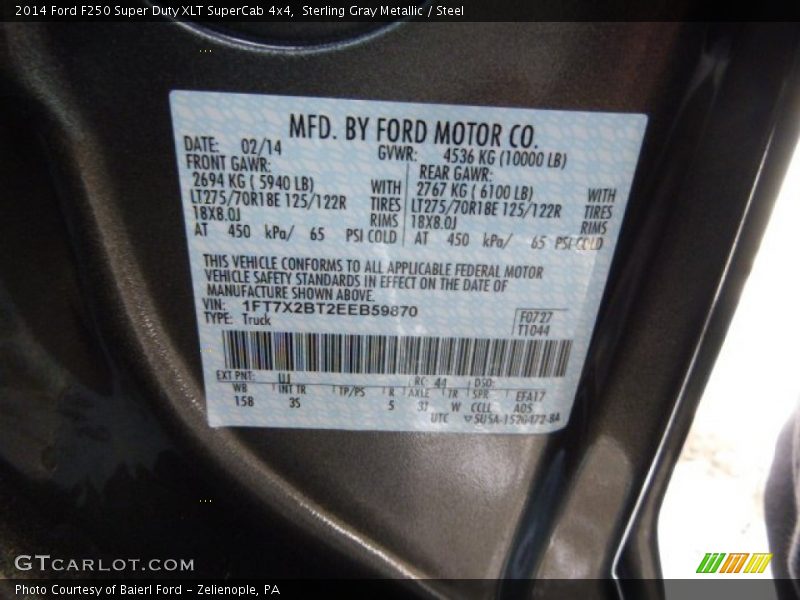 2014 Ford F250 Super Duty XLT SuperCab 4x4, Sterling Gray Metallic / Steel
MFD. BY FORD MOTOR CO.
DATE: 02/14 GVWR: 4536 KG (10000 LB)
FRONT GAWR: REAR GAWR:
2694 KG ( 5940 LB) WITH 2767 KG ( 6100 LB) WITH
LT275/70R18E 125/122R TIRES LT275/70R18E 125/122R TIRES
18X8.0J RIMS 18X8.0J RIMS
AT 450 kPa/ 65 PSI COLD AT 450 kPa/ 65 PSI COLD
THIS VEHICLE CONFORMS TO ALL APPLICABLE FEDERAL MOTOR
VEHICLE SAFETY STANDARDS IN EFFECT ON THE DATE OF
MANUFACTURE SHOWN ABOVE.
VIN: 1FT7X2BT2EEB59870 F0727
TYPE: Truck T1044
EXT PNT: UJ RC: 44 DSO:
WB INT TR TP/PS R AXLE TR SPR EFA17
158 3S 5 31 W CCLL A05
UTC 5U5A-1520472-BA
GTCARLOT.COM
Photo Courtesy of Baierl Ford - Zelienople, PA